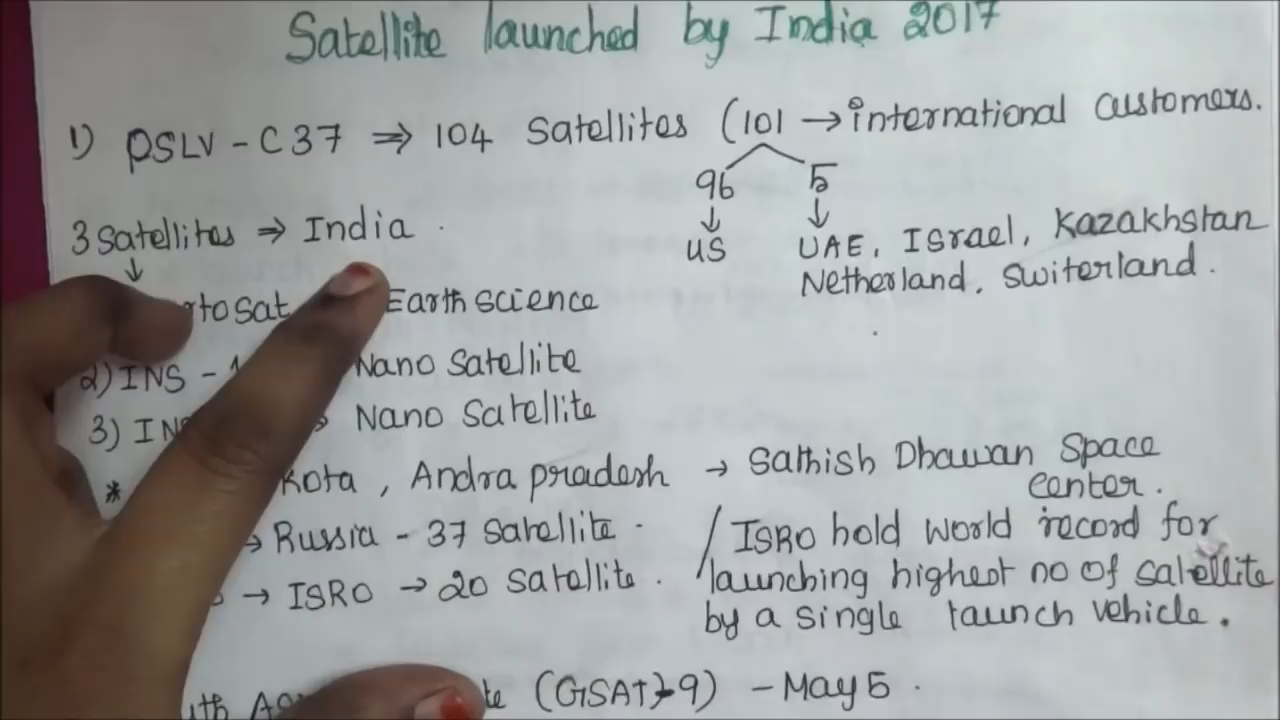 Satellite launched by India 2017
1) PSLV - C37 ⇒ 104 Satellites (101 → international customers.
96 5
↓ ↓
US UAE, Israel, Kazakhstan
Netherland, Switerland.
3 Satellites ⇒ India.
↓
Earth science
2) INS - Nano Satellite
3) Nano Satellite
* kota, Andra pradesh → Sathish Dhawan Space
center.
→ Russia - 37 Satellite.
→ ISRO → 20 Satellite.
/ ISRO hold world record for
launching highest no of satellite
by a single launch vehicle.
(GSAT-9) - May 5.